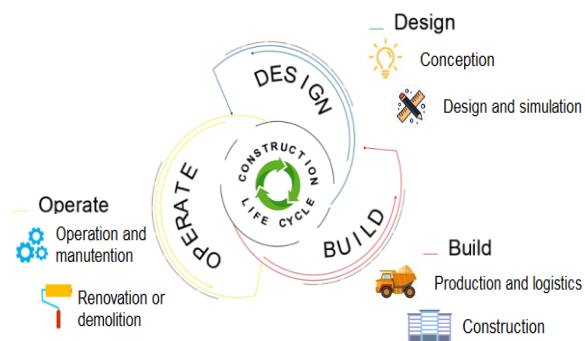 Design
Conception
Design and simulation
DESIGN
CONSTRUCTION
LIFE CYCLE
OPERATE
BUILD
Operate
Operation and
manutention
Renovation or
demolition
Build
Production and logistics
Construction